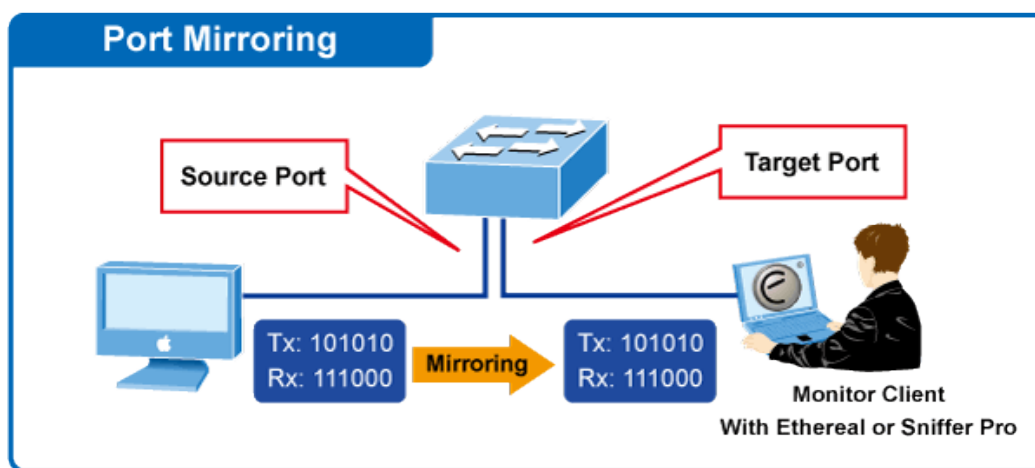 Port Mirroring
Source Port
Target Port
Tx: 101010
Rx: 111000
Mirroring
Tx: 101010
Rx: 111000
Monitor Client
With Ethereal or Sniffer Pro